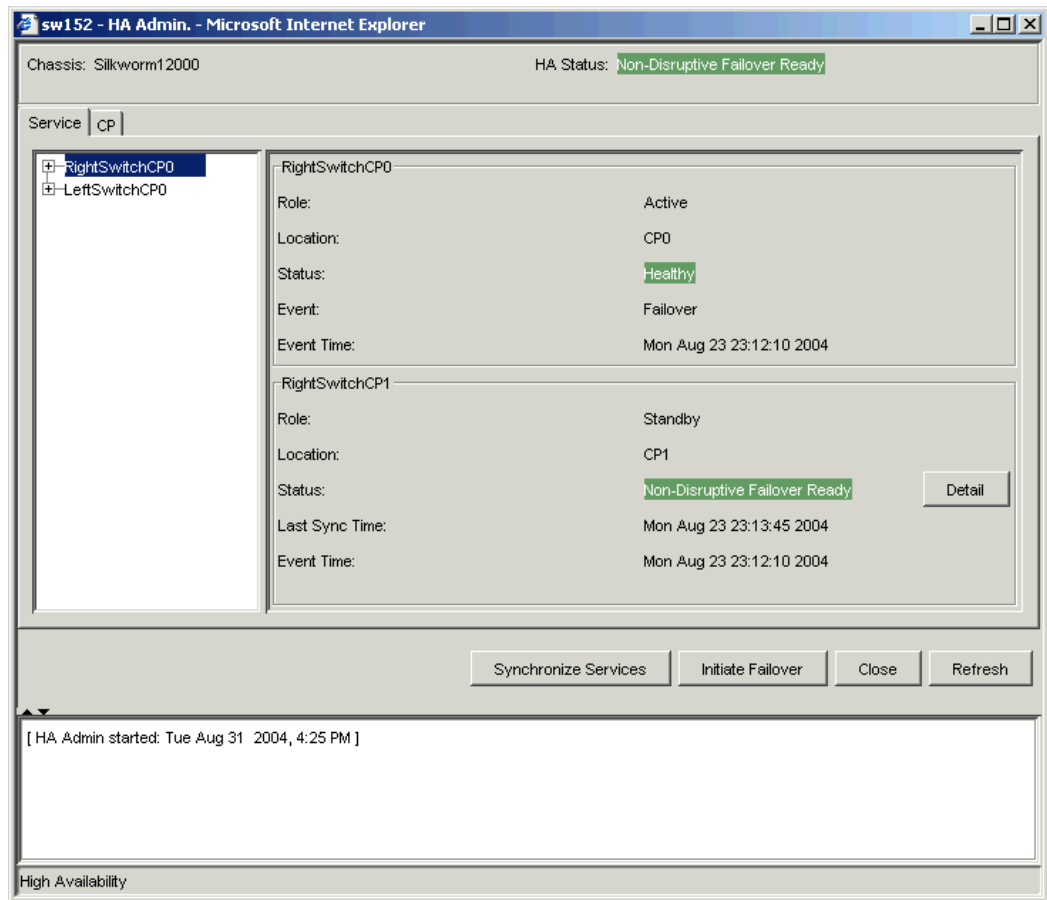 sw152 - HA Admin. - Microsoft Internet Explorer
Chassis: Silkworm12000 HA Status: Non-Disruptive Failover Ready
Service CP
RightSwitchCP0
LeftSwitchCP0
RightSwitchCP0
Role: Active
Location: CP0
Status: Healthy
Event: Failover
Event Time: Mon Aug 23 23:12:10 2004
RightSwitchCP1
Role: Standby
Location: CP1
Status: Non-Disruptive Failover Ready Detail
Last Sync Time: Mon Aug 23 23:13:45 2004
Event Time: Mon Aug 23 23:12:10 2004
Synchronize Services Initiate Failover Close Refresh
[ HA Admin started: Tue Aug 31 2004, 4:25 PM ]
High Availability